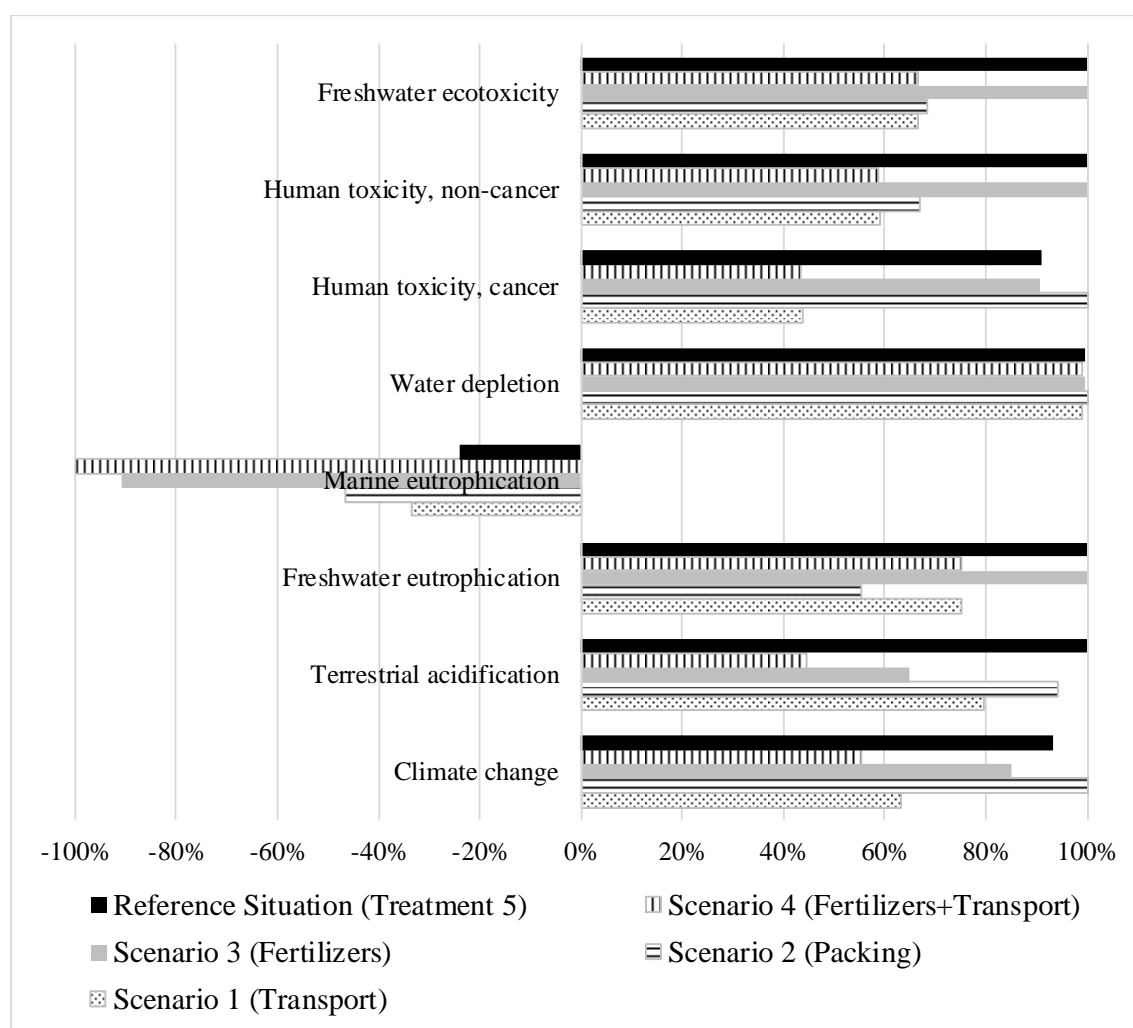 Freshwater ecotoxicity
Human toxicity, non-cancer
Human toxicity, cancer
Water depletion
Marine eutrophication
Freshwater eutrophication
Terrestrial acidification
Climate change
-100% -80% -60% -40% -20% 0% 20% 40% 60% 80% 100%
Reference Situation (Treatment 5) Scenario 4 (Fertilizers+Transport)
Scenario 3 (Fertilizers) Scenario 2 (Packing)
Scenario 1 (Transport)